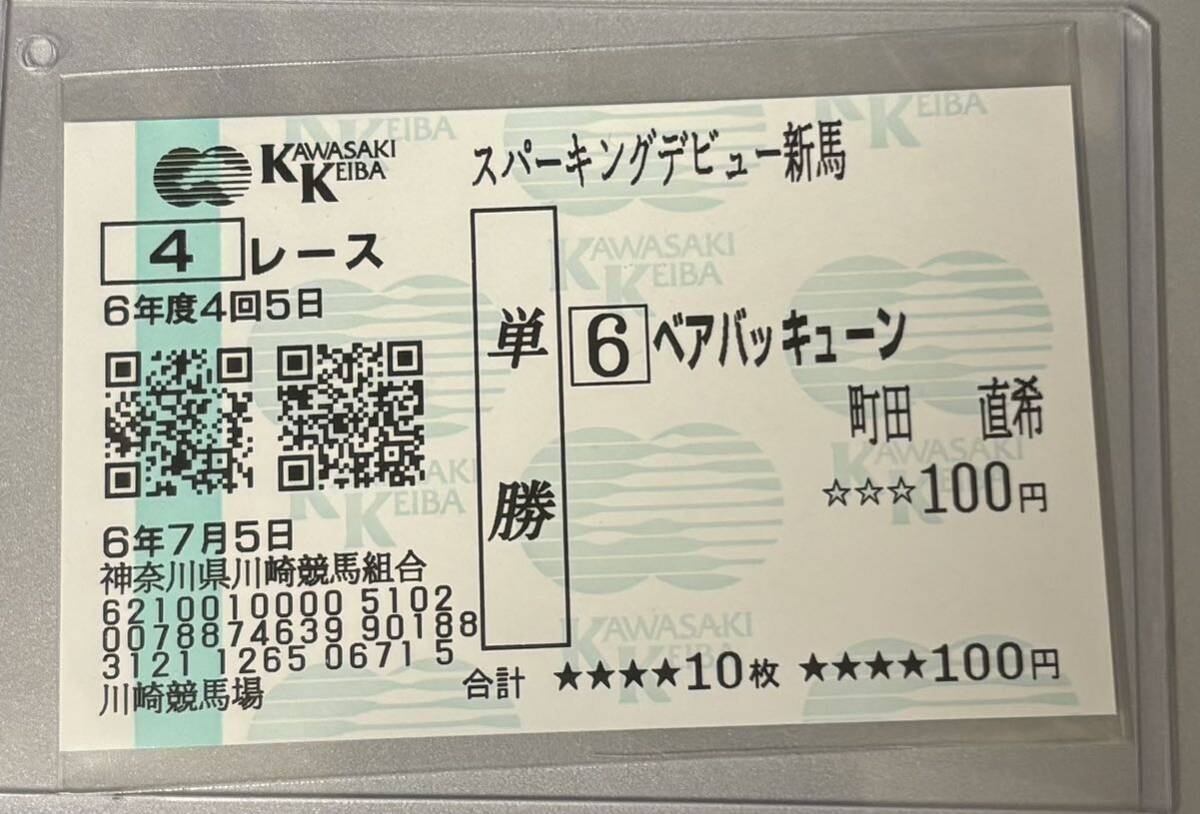 KAWASAKI KEIBA
スパーキングデビュー新馬
4 レース
6年度4回5日
単勝
6 ベアバッキューン
町田 直希
☆☆☆100円
6年7月5日
神奈川県川崎競馬組合
6210010000 5102
0078874639 90188
3121 1265 0671 5
川崎競馬場
合計 ★★★★10枚 ★★★★100円